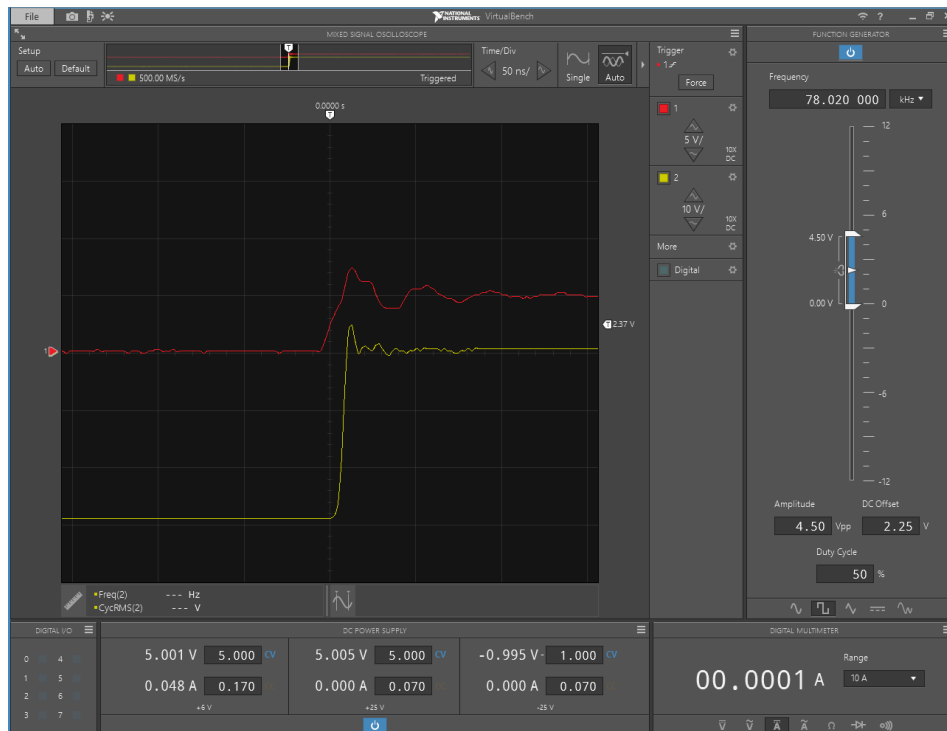 File
NATIONAL INSTRUMENTS VirtualBench
?
MIXED SIGNAL OSCILLOSCOPE
Setup
Auto Default
500.00 MS/s Triggered
T
Time/Div
50 ns/
Single Auto
Trigger
1
Force
0.0000 s
T
1
5 V/
10X
DC
2
10 V/
10X
DC
More
Digital
1
T 2.37 V
Freq(2) --- Hz
CycRMS(2) --- V
FUNCTION GENERATOR
Frequency
78.020 000 kHz
12
6
4.50 V
0.00 V 0
-6
-12
Amplitude DC Offset
4.50 Vpp 2.25 V
Duty Cycle
50 %
DIGITAL I/O
0 4
1 5
2 6
3 7
DC POWER SUPPLY
5.001 V 5.000 CV 5.005 V 5.000 CV -0.995 V - 1.000 CV
0.048 A 0.170 0.000 A 0.070 0.000 A 0.070
+6 V +25 V -25 V
DIGITAL MULTIMETER
00.0001 A
Range
10 A
V V A A Ω